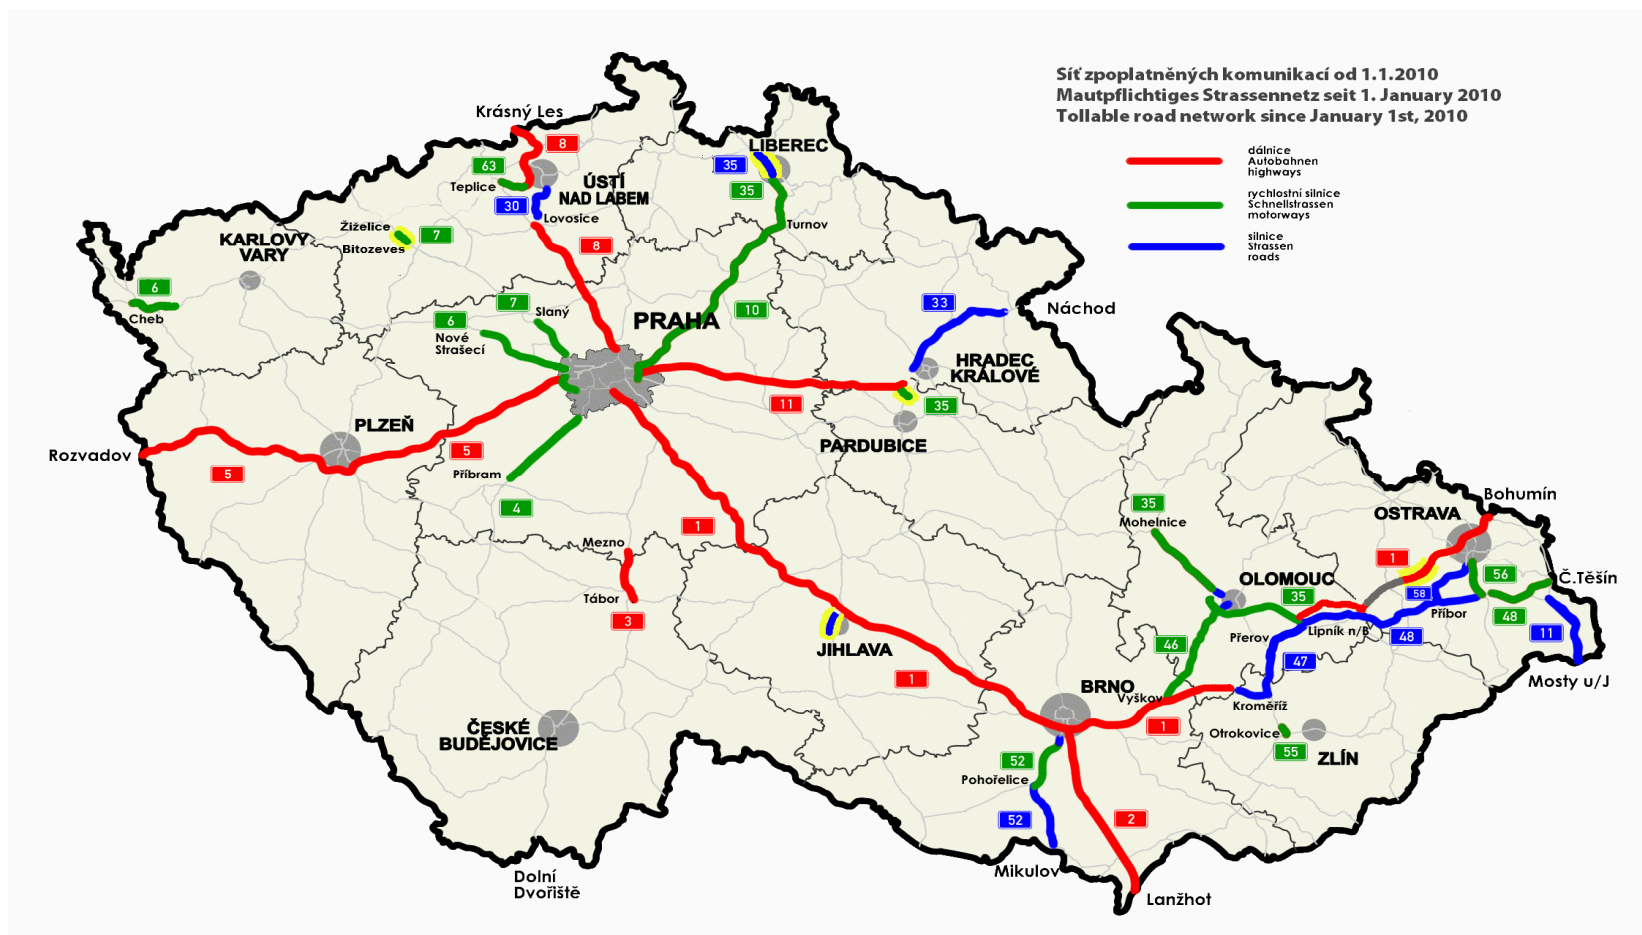 Síť zpoplatněných komunikací od 1.1.2010
Mautpflichtiges Strassennetz seit 1. January 2010
Tollable road network since January 1st, 2010
dálnice
Autobahnen
highways
rychlostní silnice
Schnellstrassen
motorways
silnice
Strassen
roads
Krásný Les
8
63
Teplice
ÚSTÍ
NAD LABEM
30
Lovosice
8
LIBEREC
35
35
Turnov
Žiželice
7
Bitozeves
KARLOVY
VARY
6
Cheb
7
Slaný
6
Nové
Strašecí
PRAHA
10
33
Náchod
HRADEC
KRÁLOVÉ
11
35
PARDUBICE
PLZEŇ
Rozvadov
5
5
Příbram
4
1
Mezno
Tábor
3
JIHLAVA
1
ČESKÉ
BUDĚJOVICE
Dolní
Dvořiště
35
Mohelnice
OLOMOUC
35
Bohumín
OSTRAVA
1
56
Č.Těšín
58
Příbor
48
Lipník n/B
48
11
Přerov
46
47
Mosty u/J
BRNO
Vyškov
Kroměříž
1
Otrokovice
55
ZLÍN
52
Pohořelice
52
2
Mikulov
Lanžhot